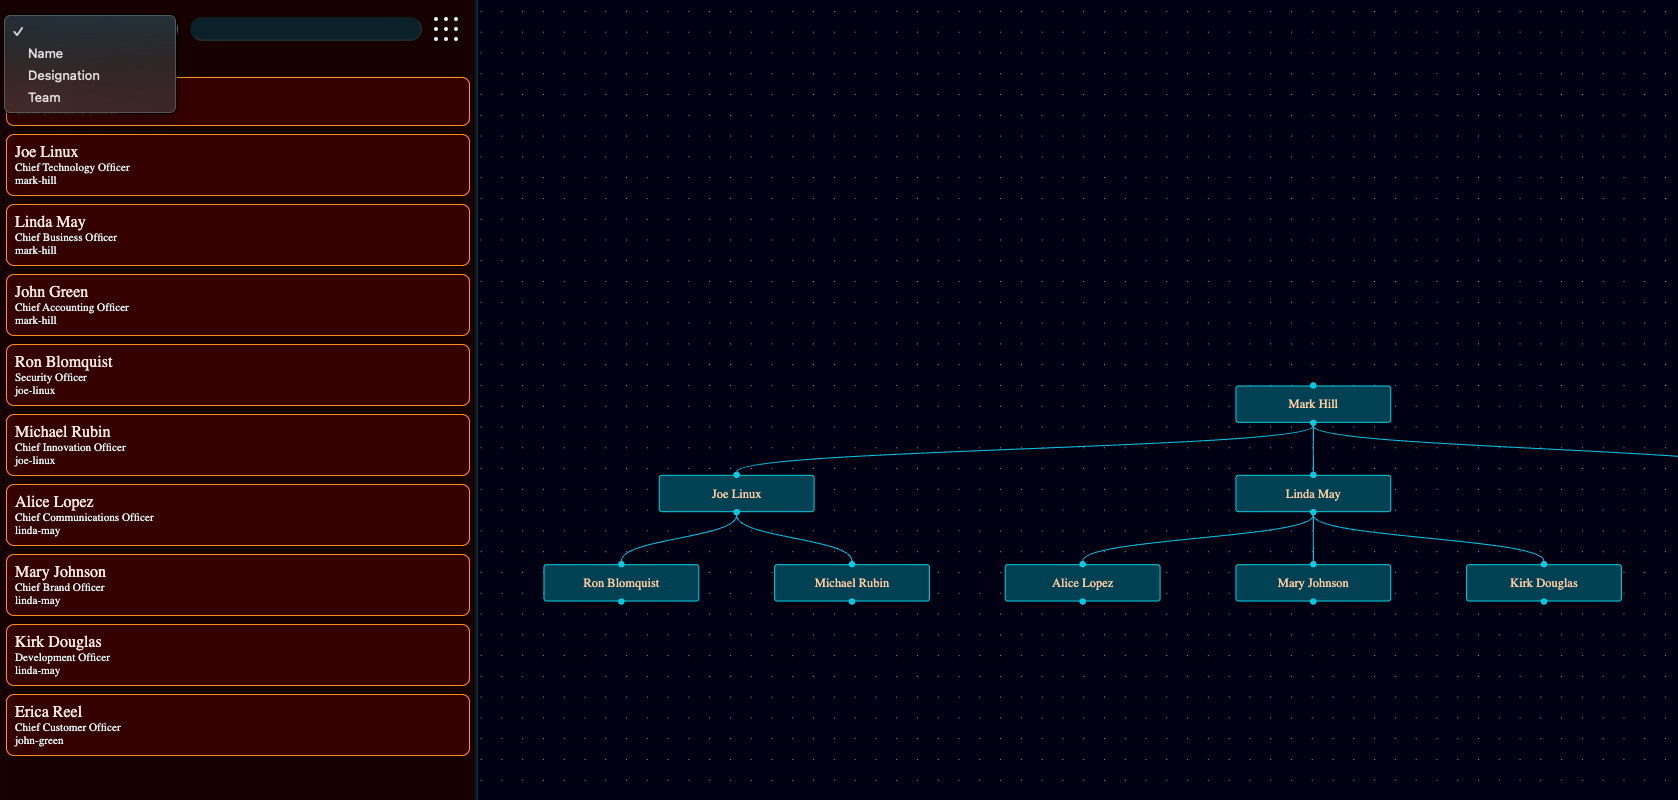 ✓
Name
Designation
Team
Joe Linux
Chief Technology Officer
mark-hill
Linda May
Chief Business Officer
mark-hill
John Green
Chief Accounting Officer
mark-hill
Ron Blomquist
Security Officer
joe-linux
Michael Rubin
Chief Innovation Officer
joe-linux
Alice Lopez
Chief Communications Officer
linda-may
Mary Johnson
Chief Brand Officer
linda-may
Kirk Douglas
Development Officer
linda-may
Erica Reel
Chief Customer Officer
john-green
Mark Hill
Joe Linux
Linda May
Ron Blomquist
Michael Rubin
Alice Lopez
Mary Johnson
Kirk Douglas